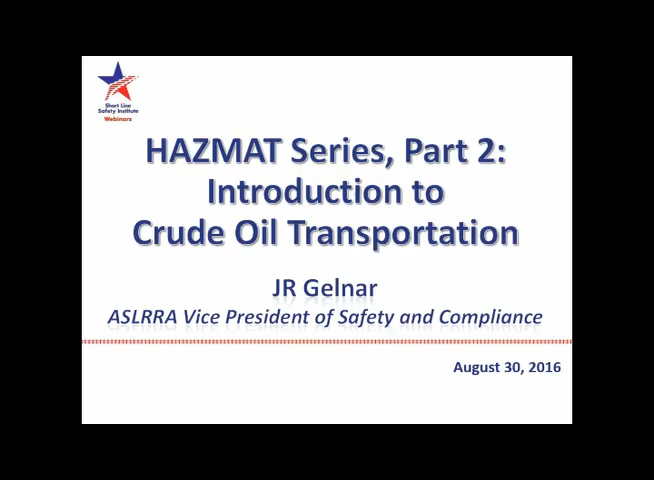 Short Line
Safety Institute
Webinars
HAZMAT Series, Part 2:
Introduction to
Crude Oil Transportation
JR Gelnar
ASLRRA Vice President of Safety and Compliance
August 30, 2016